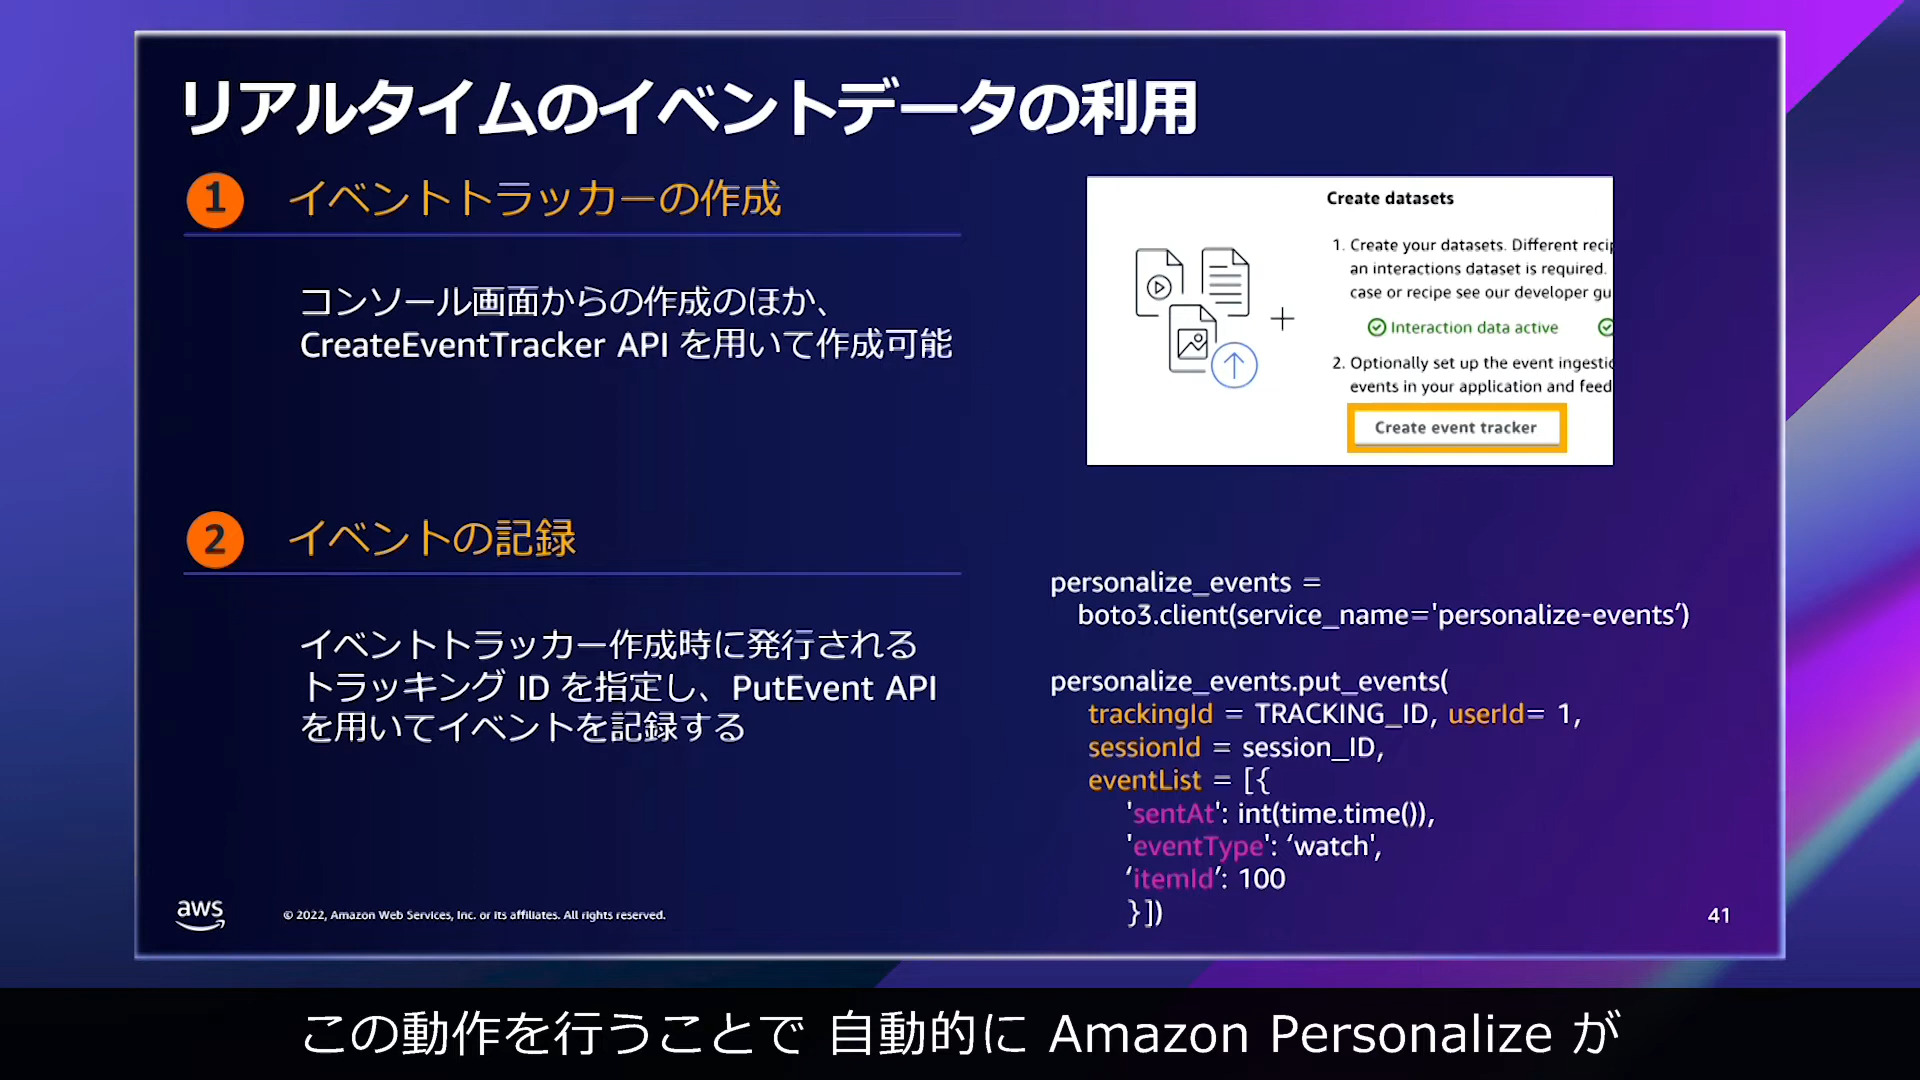 リアルタイムのイベントデータの利用
1 イベントトラッカーの作成
コンソール画面からの作成のほか、
CreateEventTracker API を用いて作成可能
Create datasets
1. Create your datasets. Different recip
an interactions dataset is required.
case or recipe see our developer gu
Interaction data active
2. Optionally set up the event ingestio
events in your application and feed
Create event tracker
2 イベントの記録
イベントトラッカー作成時に発行される
トラッキング ID を指定し、PutEvent API
を用いてイベントを記録する
personalize_events =
boto3.client(service_name='personalize-events’)
personalize_events.put_events(
trackingId = TRACKING_ID, userId= 1,
sessionId = session_ID,
eventList = [{
'sentAt': int(time.time()),
'eventType': ‘watch',
‘itemId’: 100
}])
aws
© 2022, Amazon Web Services, Inc. or its affiliates. All rights reserved.
41
この動作を行うことで 自動的に Amazon Personalize が